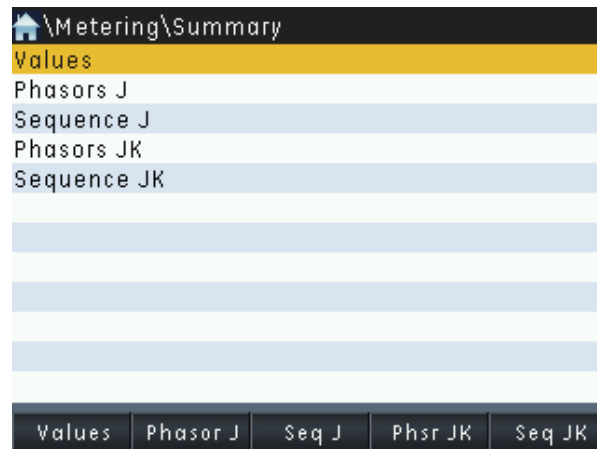 \Metering\Summary
Values
Phasors J
Sequence J
Phasors JK
Sequence JK
Values Phasor J Seq J Phsr JK Seq JK